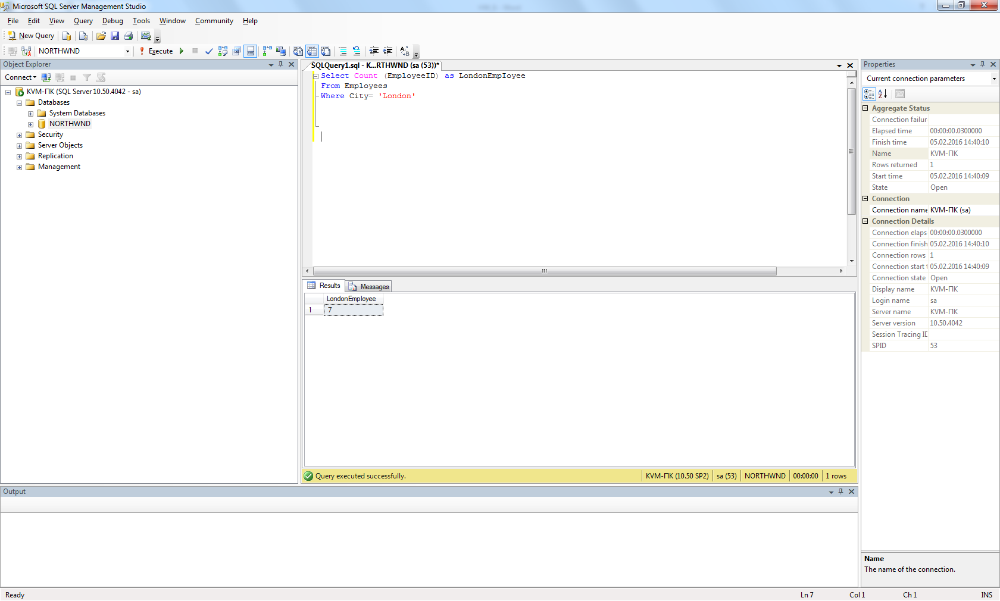 Microsoft SQL Server Management Studio
File Edit View Query Debug Tools Window Community Help
New Query
NORTHWND Execute
Object Explorer
Connect
KVM-ПК (SQL Server 10.50.4042 - sa)
Databases
System Databases
NORTHWND
Security
Server Objects
Replication
Management
SQLQuery1.sql - K...RTHWND (sa (53))*
Select Count (EmployeeID) as LondonEmployee
From Employees
Where City= 'London'
Results Messages
LondonEmployee
1 7
Query executed successfully. KVM-ПК (10.50 SP2) sa (53) NORTHWND 00:00:00 1 rows
Properties
Current connection parameters
Aggregate Status
Connection failur
Elapsed time 00:00:00.0300000
Finish time 05.02.2016 14:40:10
Name KVM-ПК
Rows returned 1
Start time 05.02.2016 14:40:09
State Open
Connection
Connection name KVM-ПК (sa)
Connection Details
Connection elaps 00:00:00.0300000
Connection finish 05.02.2016 14:40:10
Connection rows 1
Connection start t 05.02.2016 14:40:09
Connection state Open
Display name KVM-ПК
Login name sa
Server name KVM-ПК
Server version 10.50.4042
Session Tracing ID
SPID 53
Name
The name of the connection.
Output
Ready Ln 7 Col 1 Ch 1 INS